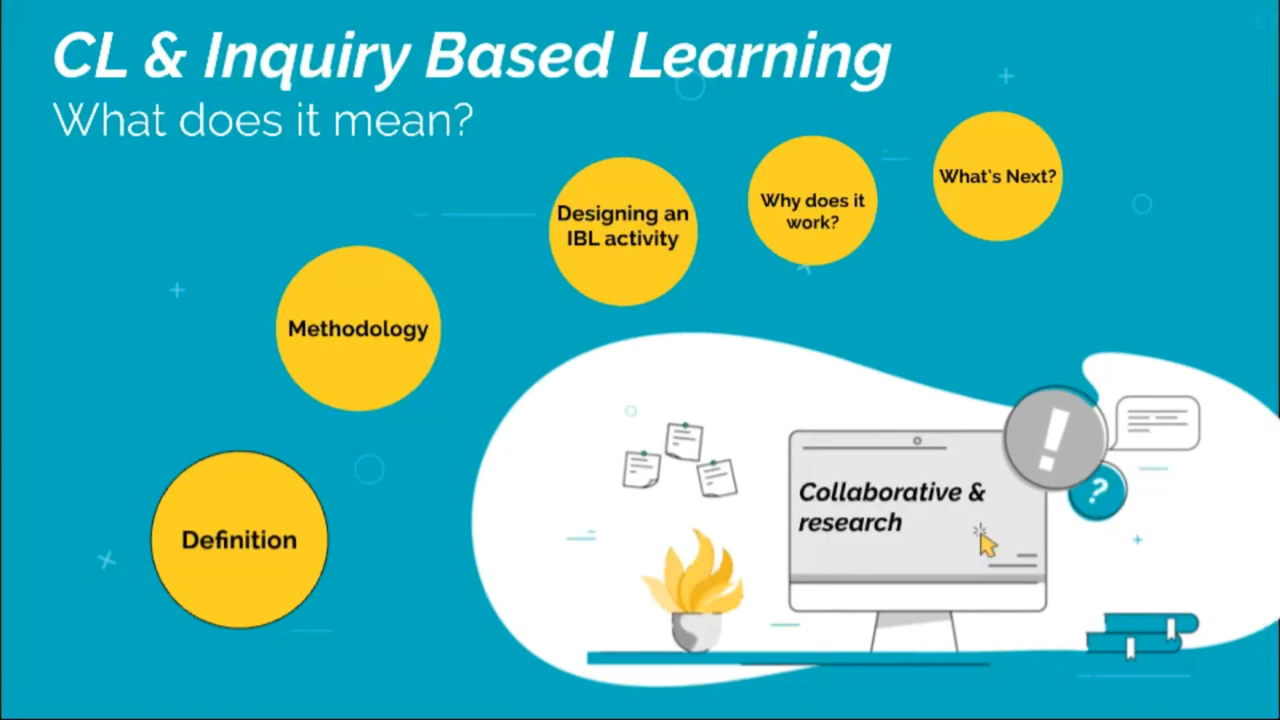 CL & Inquiry Based Learning
What does it mean?
Definition
Methodology
Designing an
IBL activity
Why does it
work?
What's Next?
Collaborative &
research
!
?